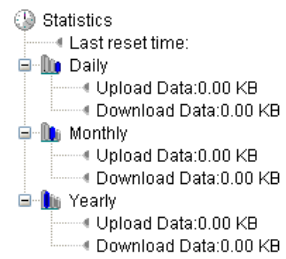 Statistics
Last reset time:
Daily
Upload Data:0.00 KB
Download Data:0.00 KB
Monthly
Upload Data:0.00 KB
Download Data:0.00 KB
Yearly
Upload Data:0.00 KB
Download Data:0.00 KB